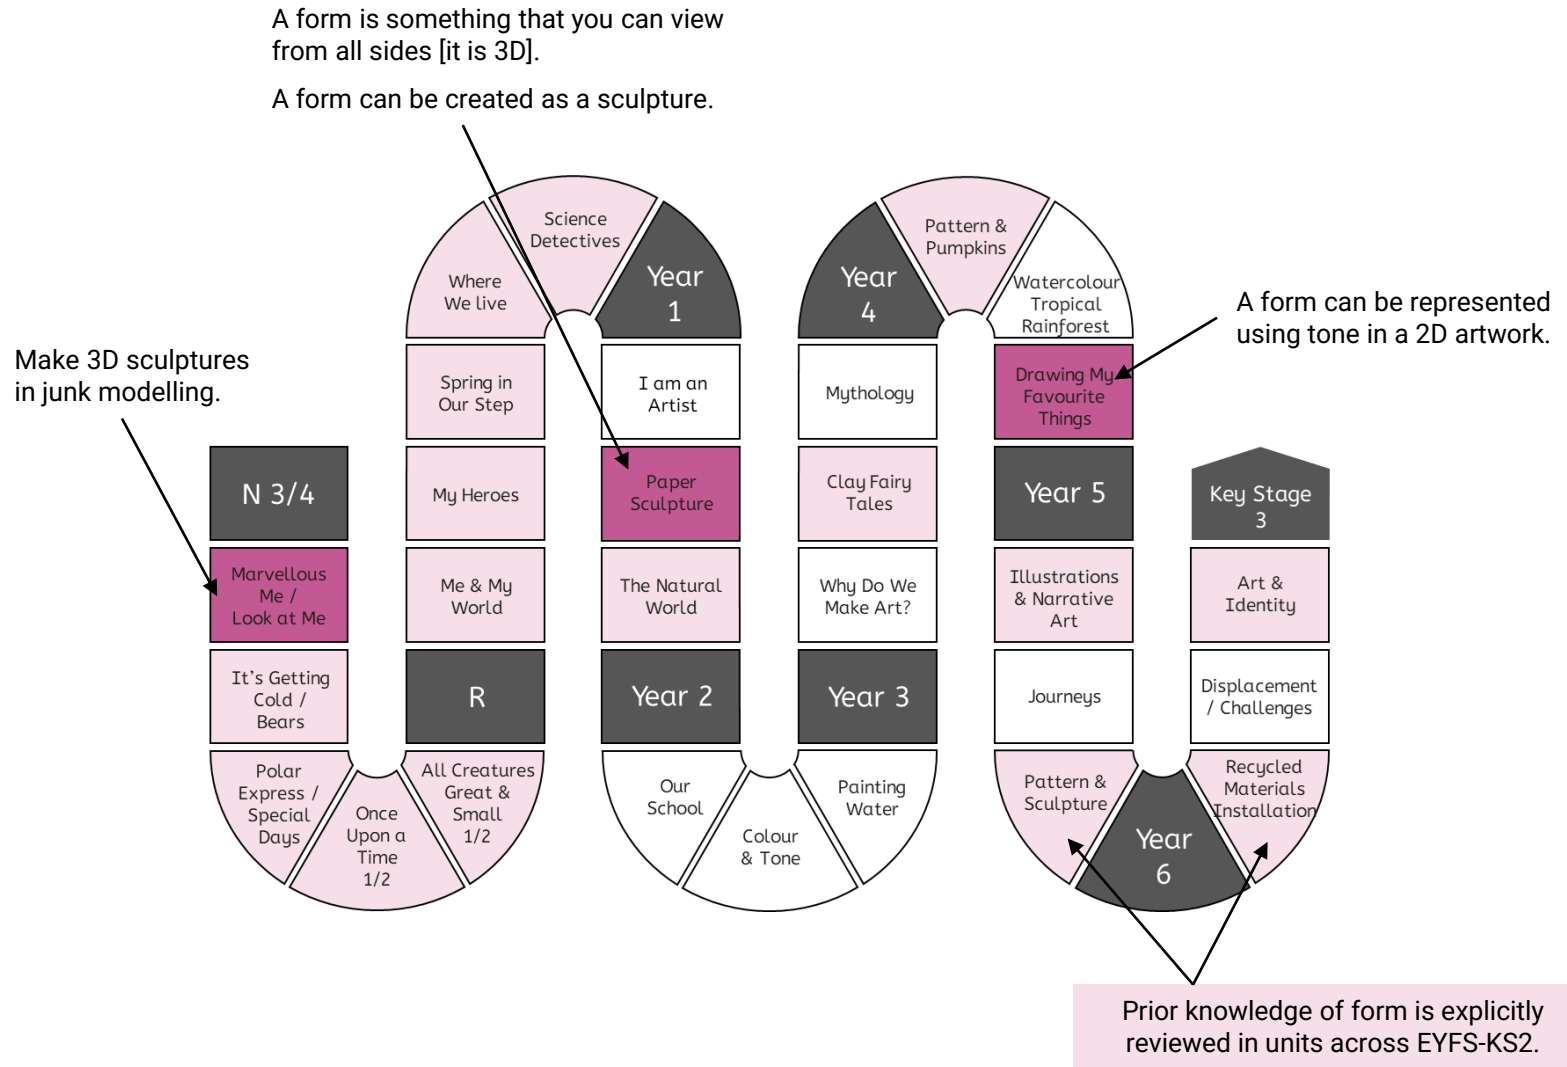 A form is something that you can view
from all sides [it is 3D].
A form can be created as a sculpture.
Make 3D sculptures
in junk modelling.
N 3/4
Marvellous
Me /
Look at Me
It’s Getting
Cold /
Bears
Polar
Express /
Special
Days
Once
Upon a
Time
1/2
All Creatures
Great &
Small
1/2
R
Me & My
World
My Heroes
Spring in
Our Step
Where
We live
Science
Detectives
Year
1
I am an
Artist
Paper
Sculpture
The Natural
World
Year 2
Our
School
Colour
& Tone
Painting
Water
Year 3
Why Do We
Make Art?
Clay Fairy
Tales
Mythology
Year
4
Pattern &
Pumpkins
Watercolour
Tropical
Rainforest
A form can be represented
using tone in a 2D artwork.
Drawing My
Favourite
Things
Year 5
Illustrations
& Narrative
Art
Journeys
Pattern &
Sculpture
Year
6
Recycled
Materials
Installation
Displacement
/ Challenges
Art &
Identity
Key Stage
3
Prior knowledge of form is explicitly
reviewed in units across EYFS-KS2.